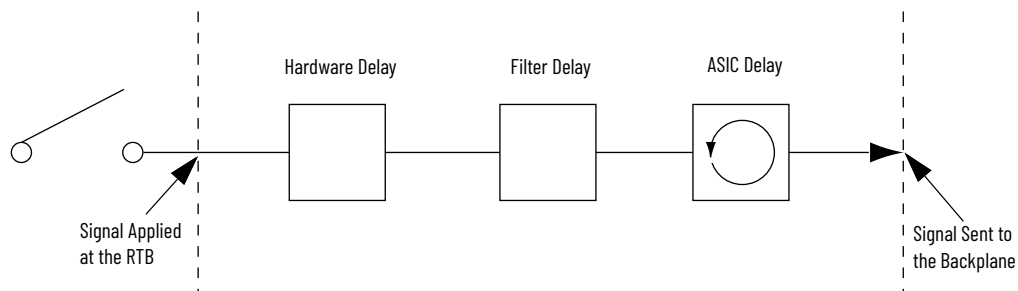 Hardware Delay
Filter Delay
ASIC Delay
Signal Applied
at the RTB
Signal Sent to
the Backplane